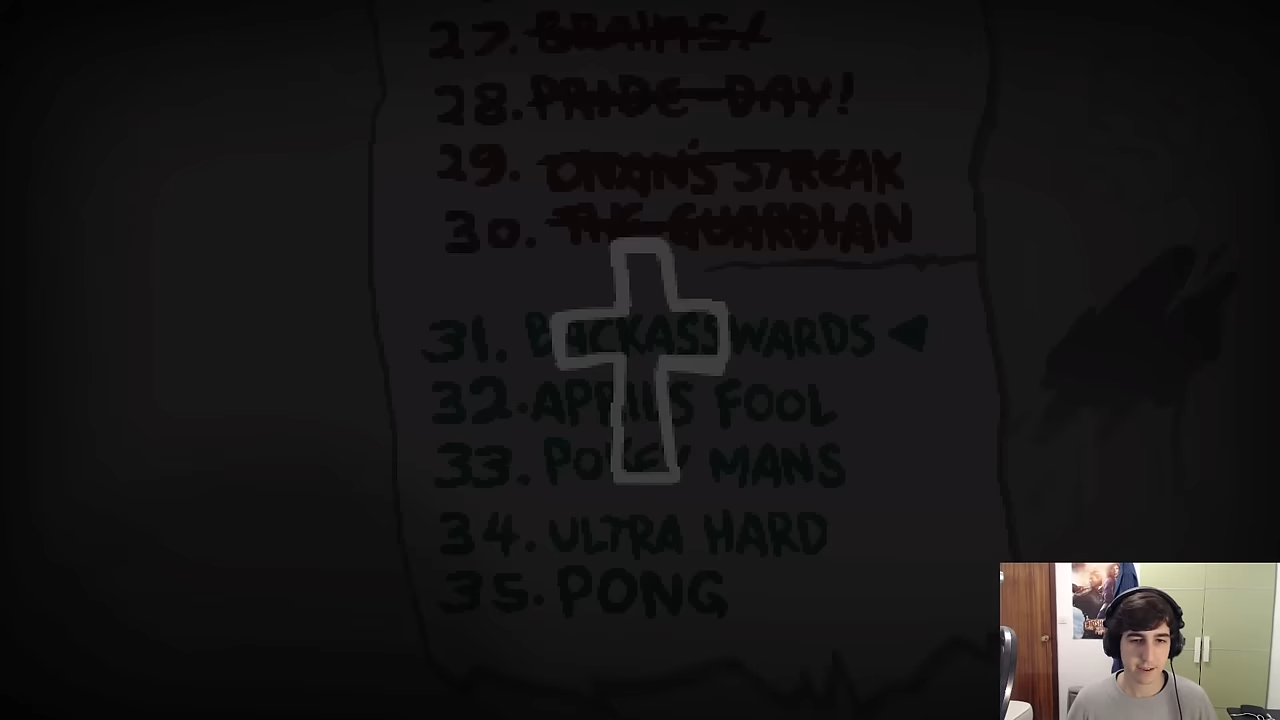 27. BRAINS!
28. PRIDE DAY!
29. ONAN'S STREAK
30. THE GUARDIAN
31. BACKASSWARDS
32. APRILS FOOL
33. POKEY MANS
34. ULTRA HARD
35. PONG